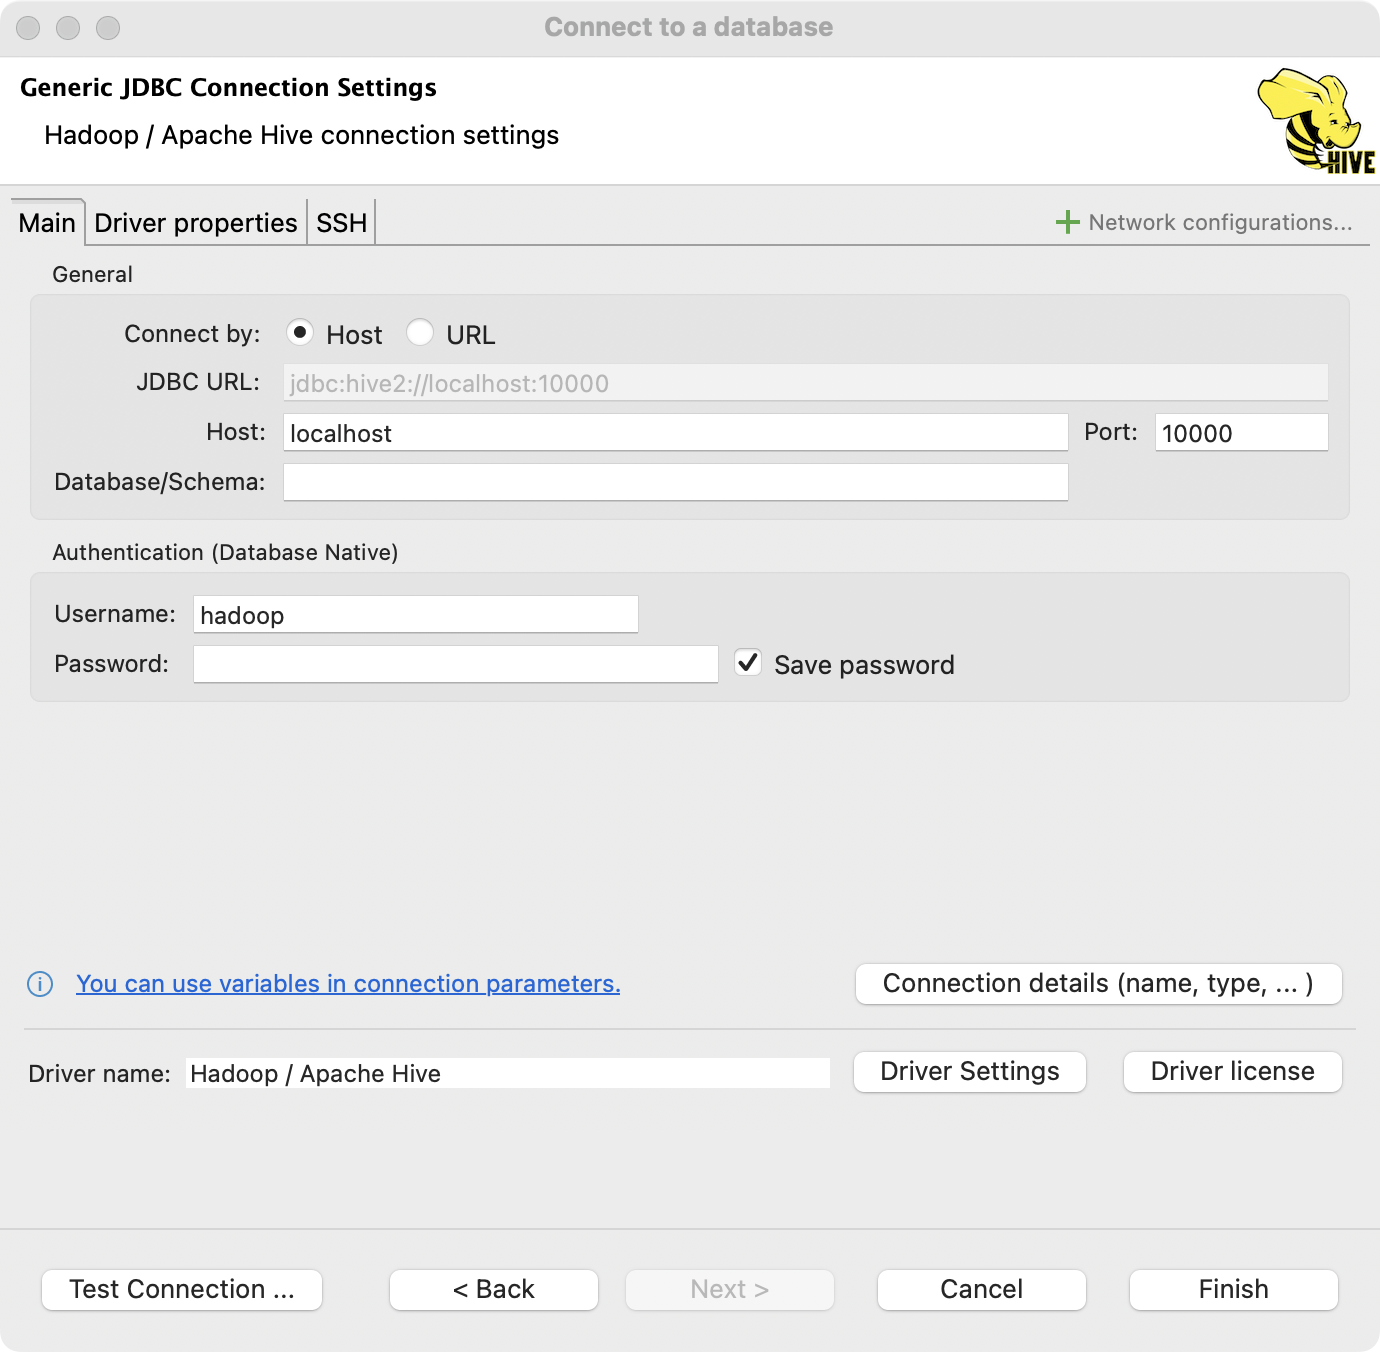 Connect to a database
Generic JDBC Connection Settings
Hadoop / Apache Hive connection settings
HIVE
Main Driver properties SSH Network configurations...
General
Connect by: Host URL
JDBC URL: jdbc:hive2://localhost:10000
Host: localhost Port: 10000
Database/Schema:
Authentication (Database Native)
Username: hadoop
Password: Save password
You can use variables in connection parameters. Connection details (name, type, ... )
Driver name: Hadoop / Apache Hive Driver Settings Driver license
Test Connection ... < Back Next > Cancel Finish